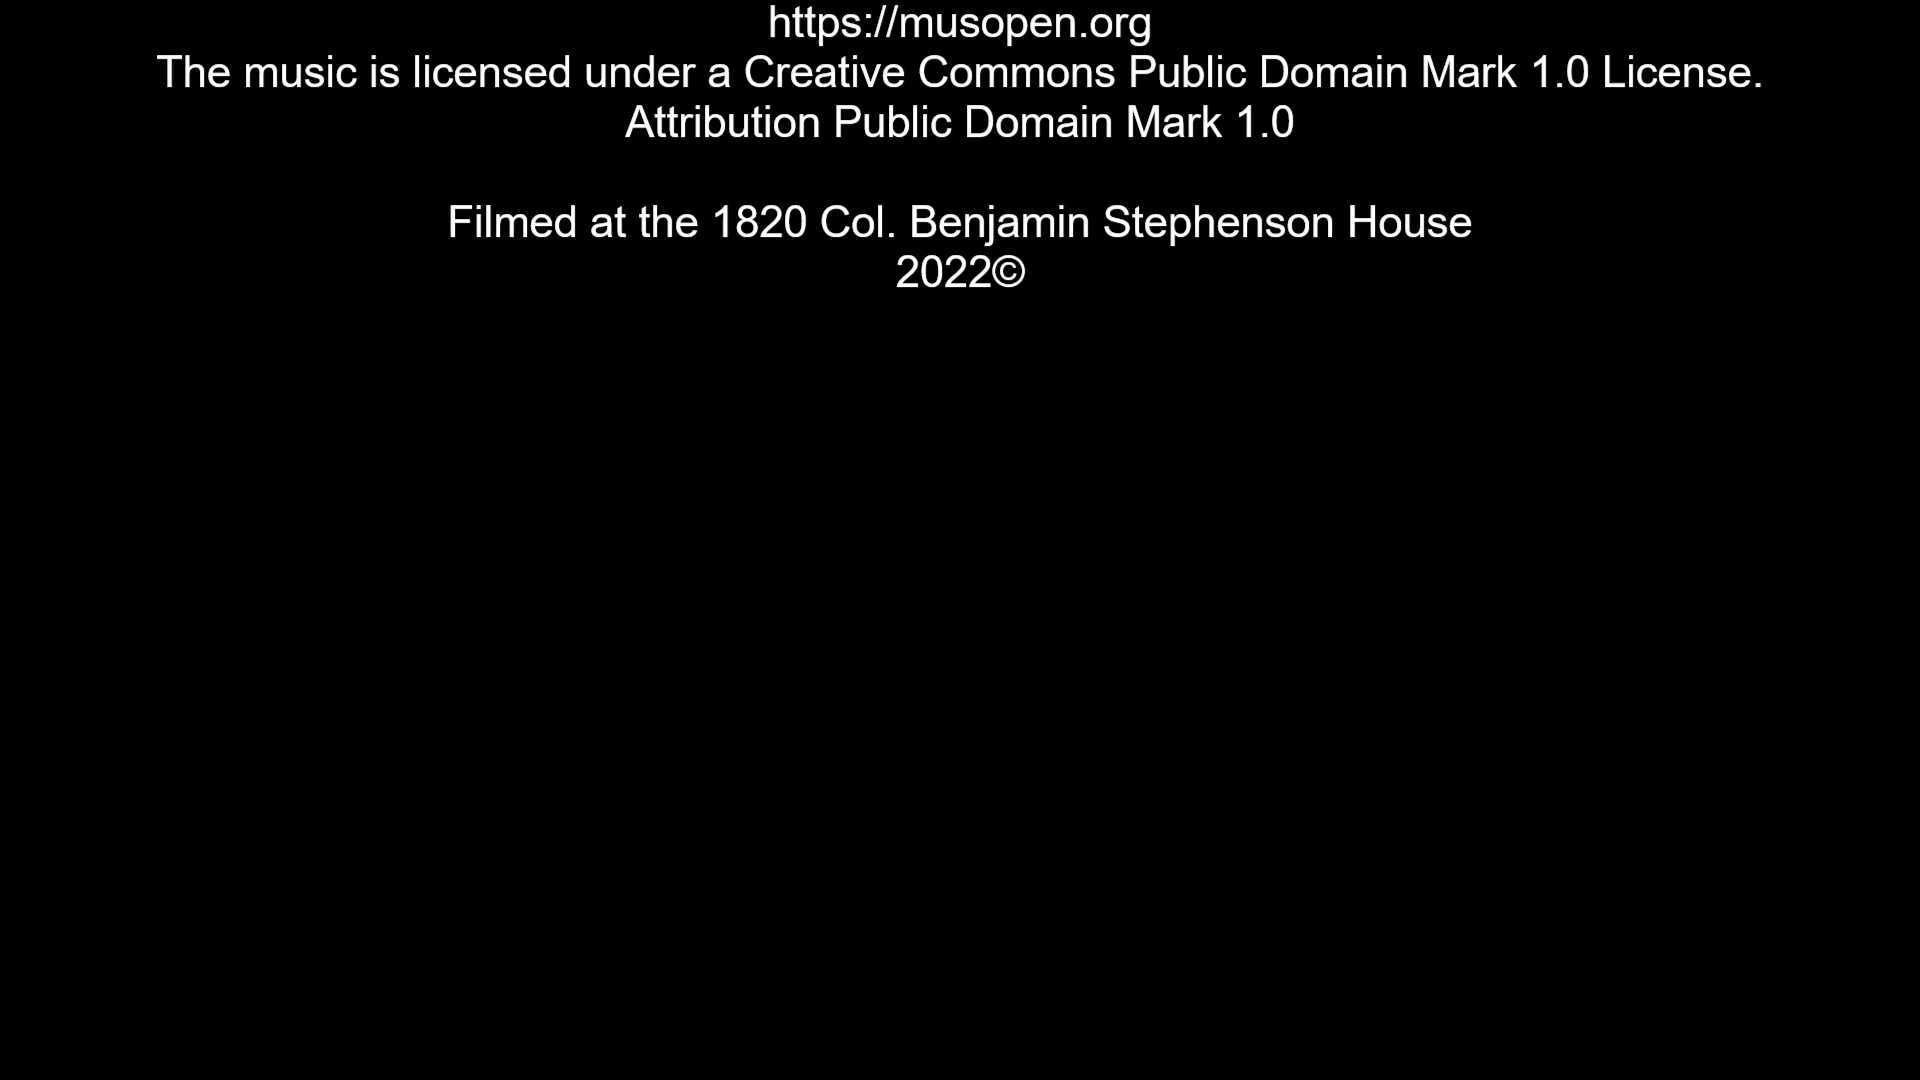 https://musopen.org
The music is licensed under a Creative Commons Public Domain Mark 1.0 License.
Attribution Public Domain Mark 1.0
Filmed at the 1820 Col. Benjamin Stephenson House
2022©